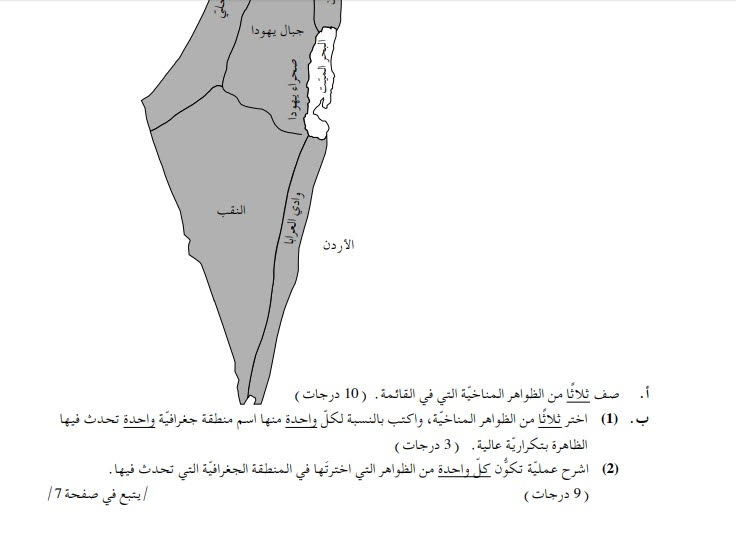 جبال يهودا
البحر الميّت
صحراء يهودا
النقب
وادي العرابا
الأردن
أ. صف ثلاثًا من الظواهر المناخيّة التي في القائمة. (10 درجات)
ب. (1) اختر ثلاثًا من الظواهر المناخيّة، واكتب بالنسبة لكلّ واحدة منها اسم منطقة جغرافيّة واحدة تحدث فيها
الظاهرة بتكراريّة عالية. (3 درجات)
(2) اشرح عمليّة تكوُّن كلّ واحدة من الظواهر التي اخترتَها في المنطقة الجغرافيّة التي تحدث فيها.
(9 درجات)
/يتبع في صفحة 7/